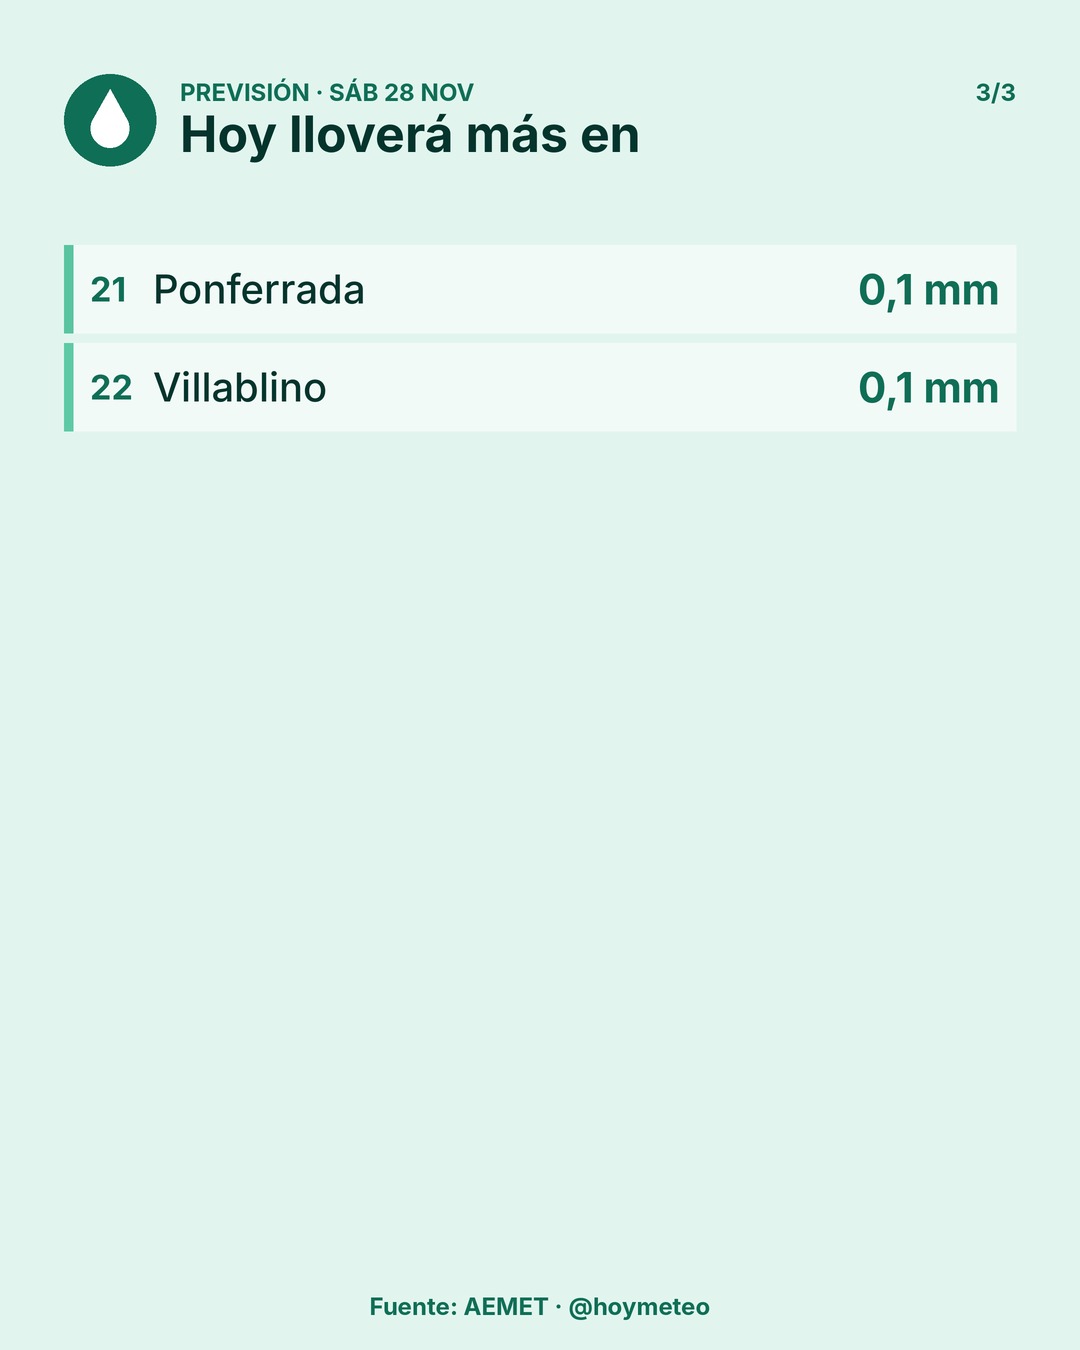 PREVISIÓN · SÁB 28 NOV
3/3
Hoy lloverá más en
21 Ponferrada 0,1 mm
22 Villablino 0,1 mm
Fuente: AEMET · @hoymeteo